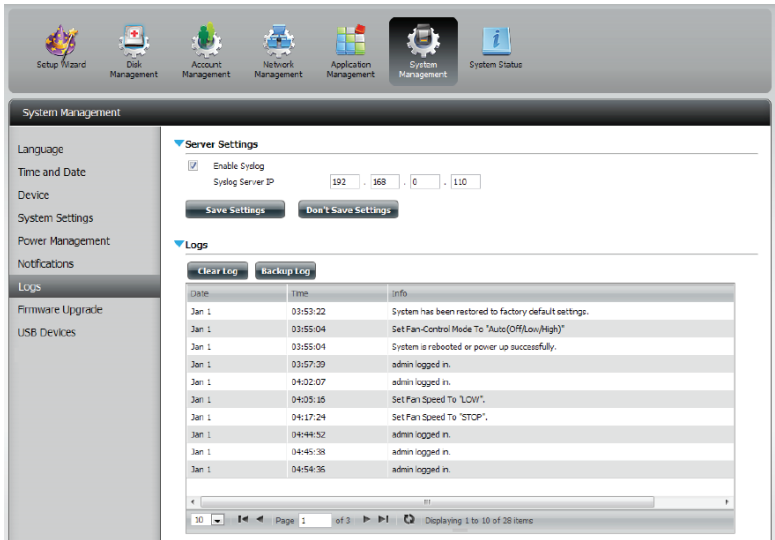 Setup Wizard
Disk Management
Account Management
Network Management
Application Management
System Management
System Status
System Management
Language
Time and Date
Device
System Settings
Power Management
Notifications
Logs
Firmware Upgrade
USB Devices
Server Settings
Enable Syslog
Syslog Server IP 192 . 168 . 0 . 110
Save Settings Don't Save Settings
Logs
Clear Log Backup Log
Date Time Info
Jan 1 03:53:22 System has been restored to factory default settings.
Jan 1 03:55:04 Set Fan-Control Mode To "Auto(Off/Low/High)"
Jan 1 03:55:04 System is rebooted or power up successfully.
Jan 1 03:57:39 admin logged in.
Jan 1 04:02:07 admin logged in.
Jan 1 04:05:16 Set Fan Speed To "LOW".
Jan 1 04:17:24 Set Fan Speed To "STOP".
Jan 1 04:44:52 admin logged in.
Jan 1 04:45:38 admin logged in.
Jan 1 04:54:36 admin logged in.
10 Page 1 of 3 Displaying 1 to 10 of 28 items